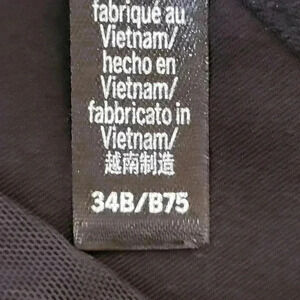 fabriqué au
Vietnam/
hecho en
Vietnam/
fabbricato in
Vietnam/
越南制造
34B/B75